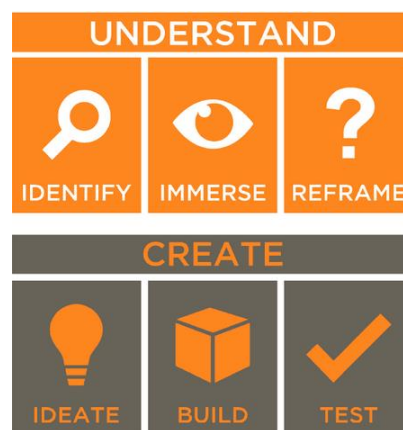 UNDERSTAND
IDENTIFY IMMERSE REFRAME
CREATE
IDEATE BUILD TEST